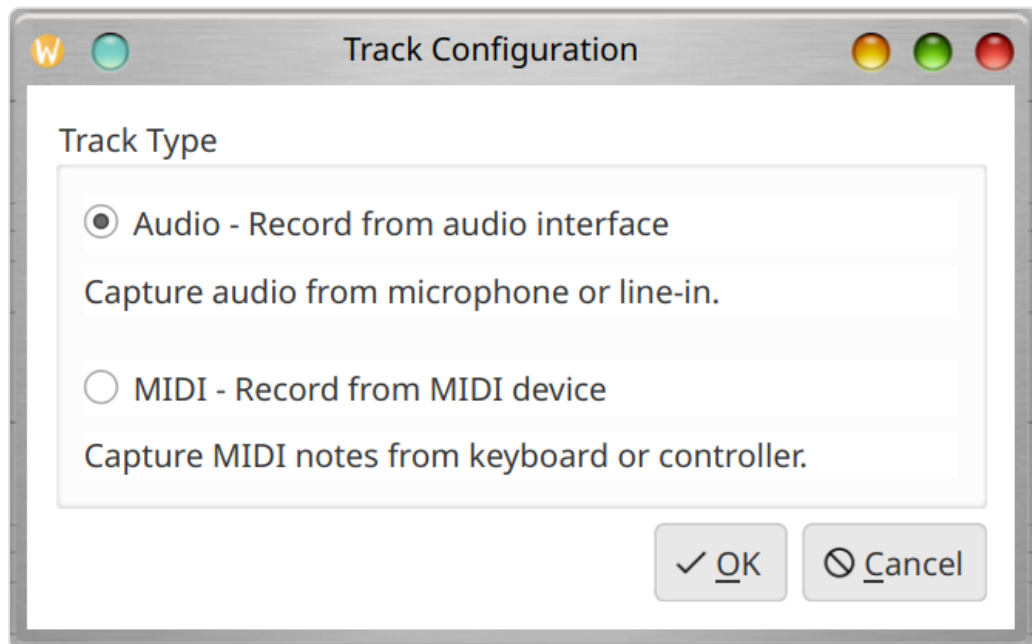 W
Track Configuration
Track Type
Audio - Record from audio interface
Capture audio from microphone or line-in.
MIDI - Record from MIDI device
Capture MIDI notes from keyboard or controller.
OK Cancel